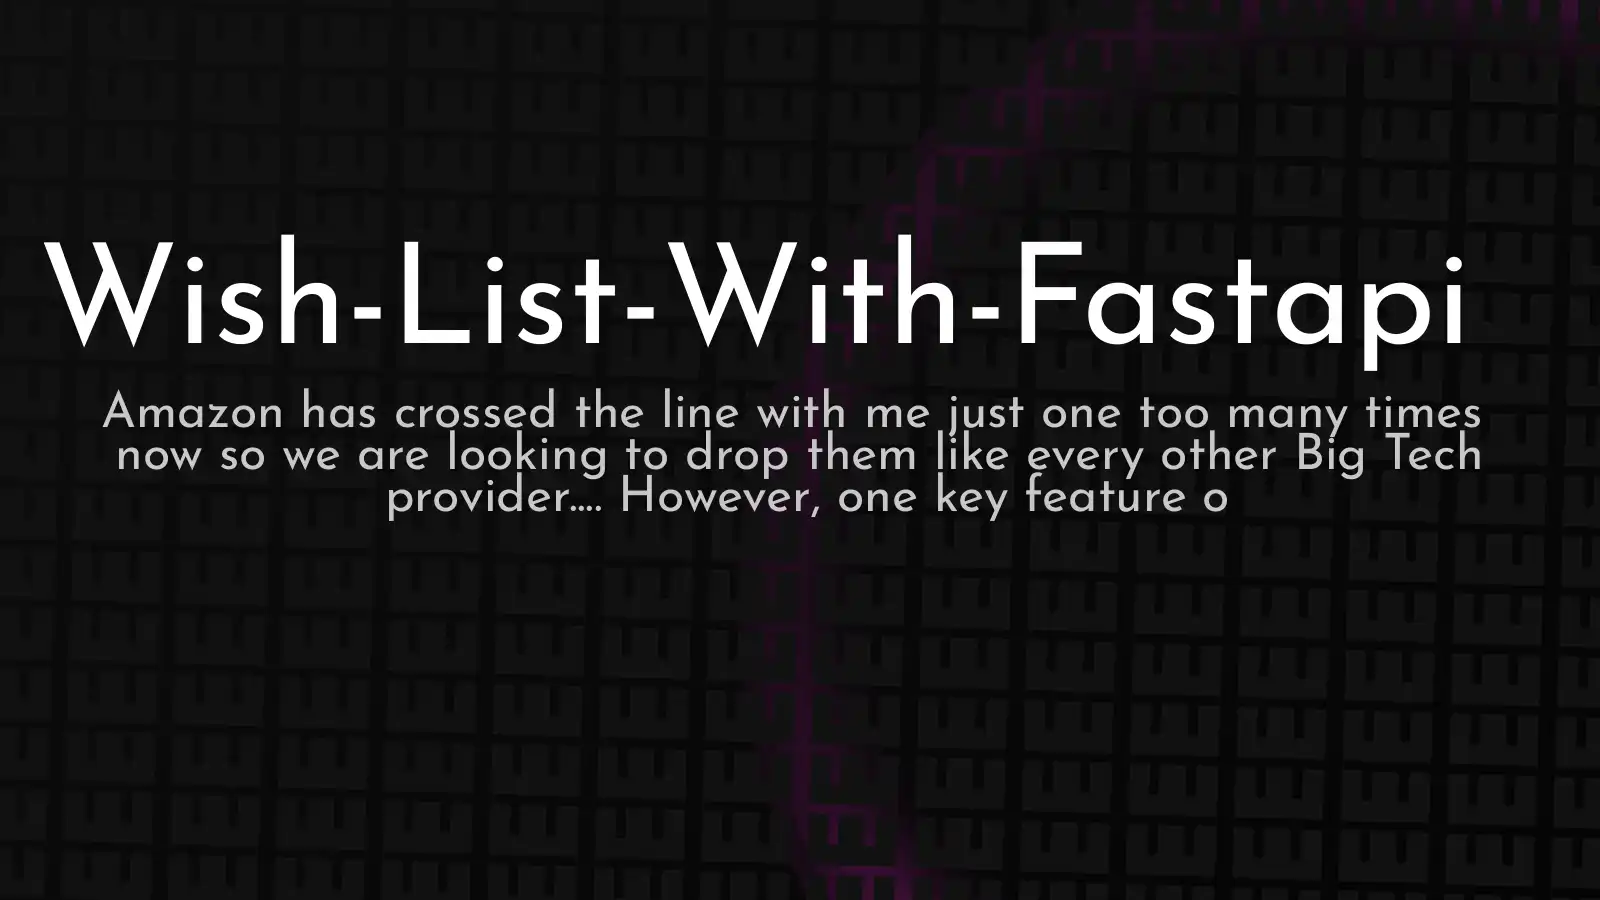 Wish-List-With-Fastapi
Amazon has crossed the line with me just one too many times
now so we are looking to drop them like every other Big Tech
provider.... However, one key feature o